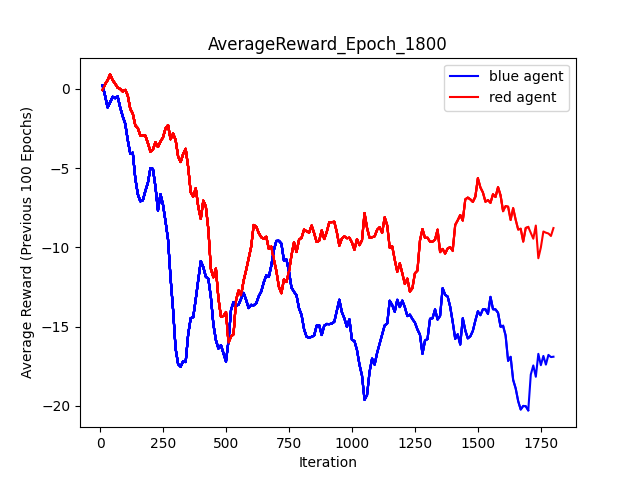 AverageReward_Epoch_1800
blue agent
red agent
Average Reward (Previous 100 Epochs)
0
−5
−10
−15
−20
0 250 500 750 1000 1250 1500 1750
Iteration